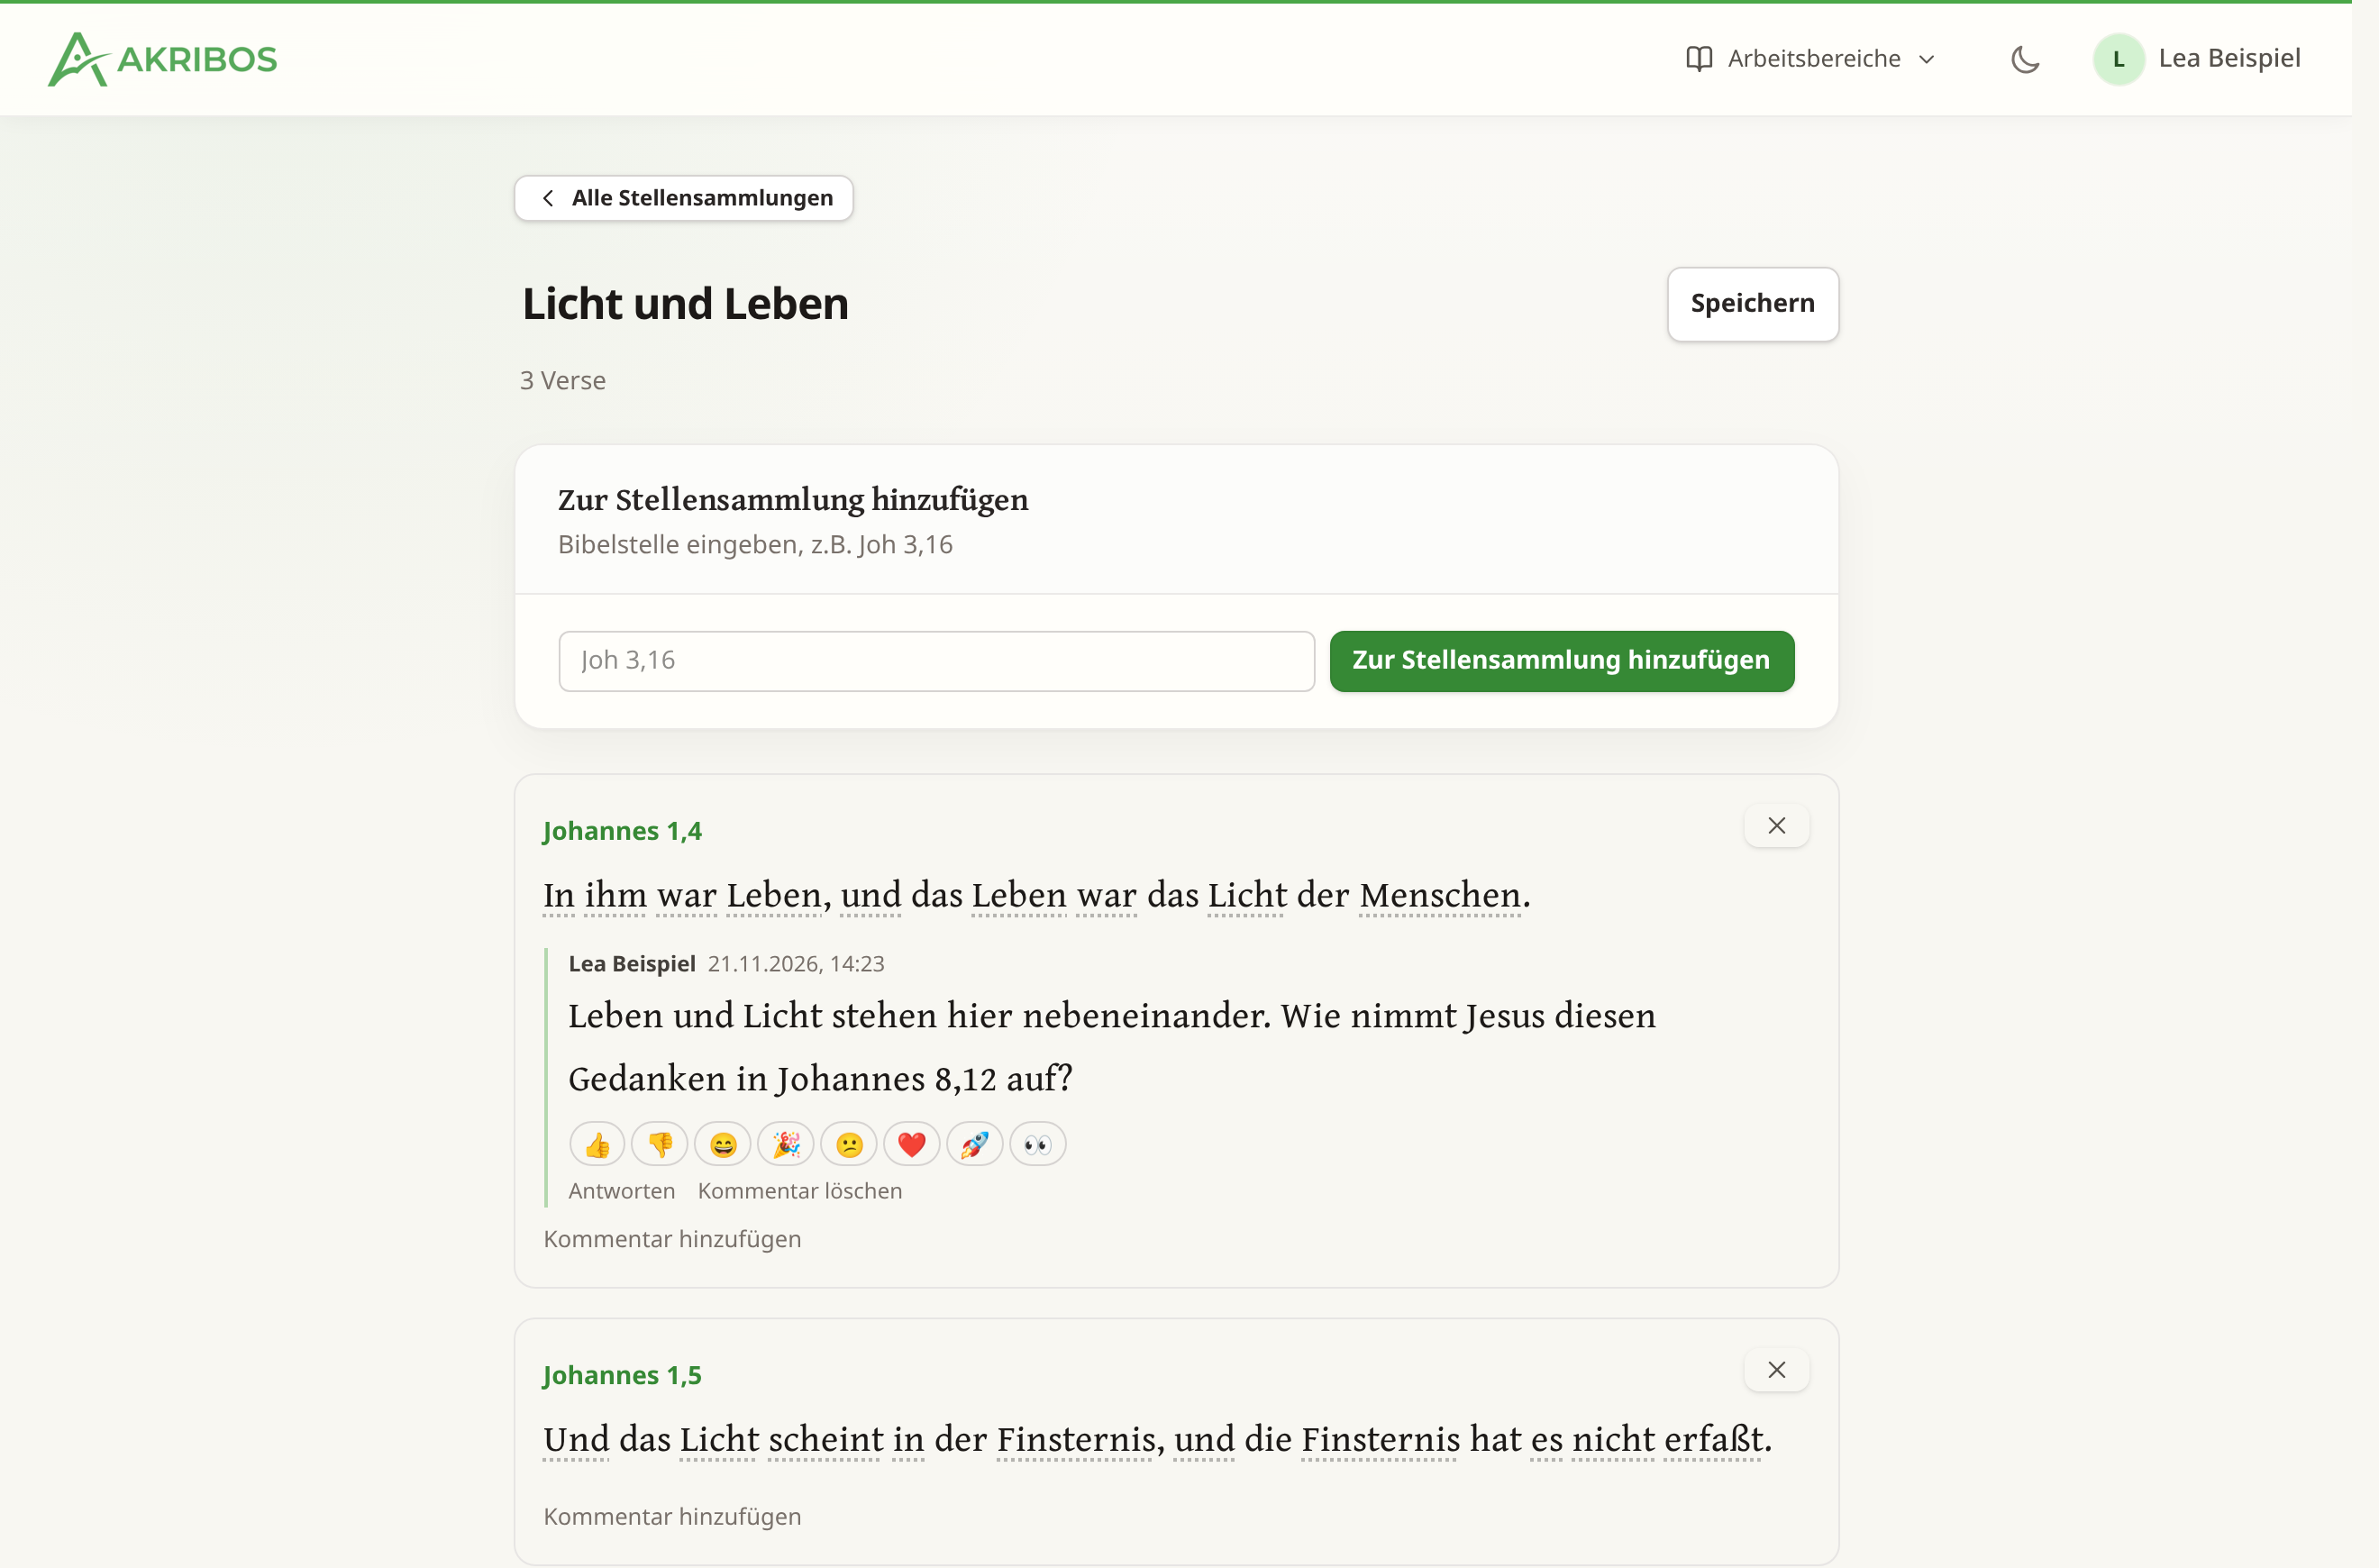 AKRIBOS
Arbeitsbereiche
L
Lea Beispiel
Alle Stellensammlungen
Licht und Leben
Speichern
3 Verse
Zur Stellensammlung hinzufügen
Bibelstelle eingeben, z.B. Joh 3,16
Joh 3,16
Zur Stellensammlung hinzufügen
Johannes 1,4
In ihm war Leben, und das Leben war das Licht der Menschen.
Lea Beispiel 21.11.2026, 14:23
Leben und Licht stehen hier nebeneinander. Wie nimmt Jesus diesen
Gedanken in Johannes 8,12 auf?
👍 👎 😄 🎉 😕 ❤️ 🚀 👀
Antworten Kommentar löschen
Kommentar hinzufügen
Johannes 1,5
Und das Licht scheint in der Finsternis, und die Finsternis hat es nicht erfaßt.
Kommentar hinzufügen